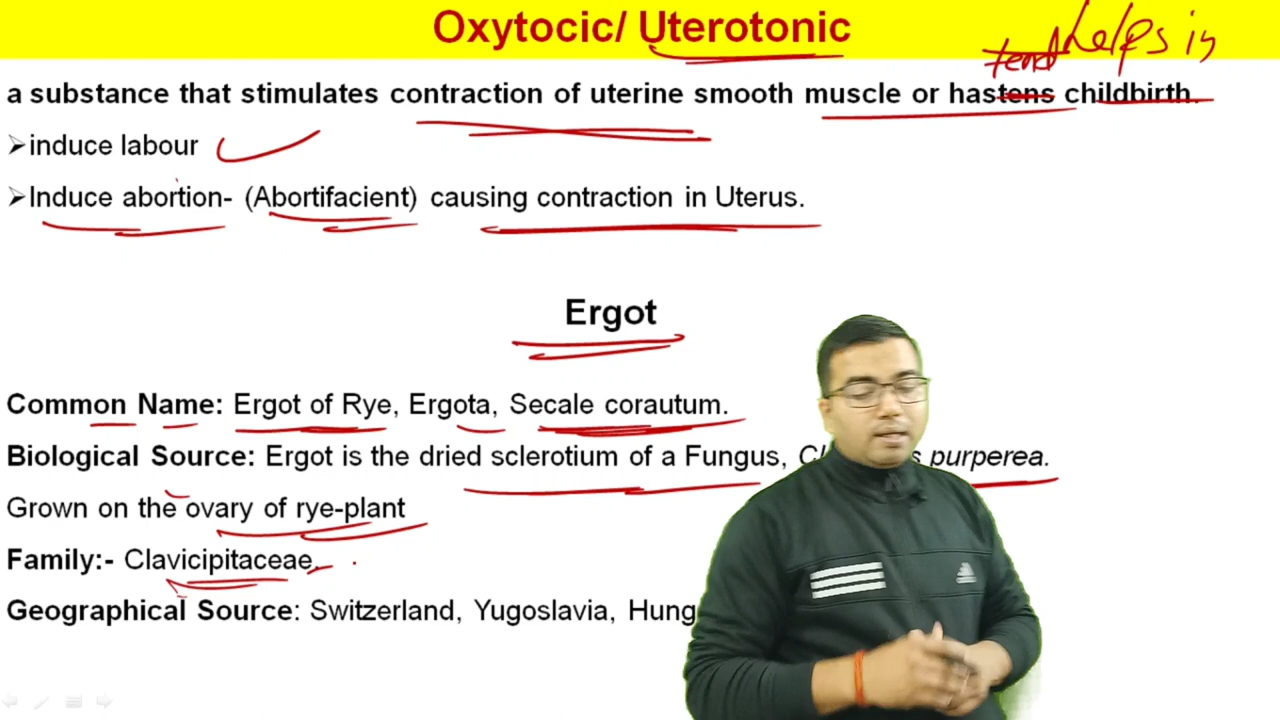 Oxytocic/ Uterotonic
helps in
a substance that stimulates contraction of uterine smooth muscle or hastens childbirth.
➢induce labour
➢Induce abortion- (Abortifacient) causing contraction in Uterus.
Ergot
Common Name: Ergot of Rye, Ergota, Secale corautum.
Biological Source: Ergot is the dried sclerotium of a Fungus, purperea.
Grown on the ovary of rye-plant
Family:- Clavicipitaceae.
Geographical Source: Switzerland, Yugoslavia,